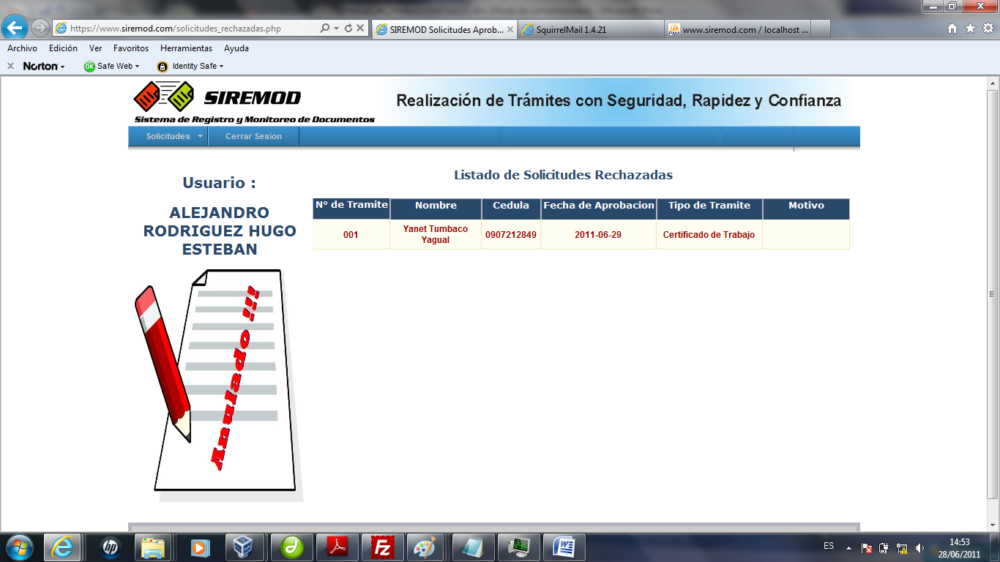 https://www.siremod.com/solicitudes_rechazadas.php
SIREMOD Solicitudes Aprob...
SquirrelMail 1.4.21
PMA
www.siremod.com / localhost ...
Archivo Edición Ver Favoritos Herramientas Ayuda
x Norton OK Safe Web Identity Safe
SIREMOD
Sistema de Registro y Monitoreo de Documentos
Realización de Trámites con Seguridad, Rapidez y Confianza
Solicitudes Cerrar Sesion
Usuario :
ALEJANDRO
RODRIGUEZ HUGO
ESTEBAN
Anulado !!!
Listado de Solicitudes Rechazadas
N° de Tramite Nombre Cedula Fecha de Aprobacion Tipo de Tramite Motivo
001 Yanet Tumbaco Yagual 0907212849 2011-06-29 Certificado de Trabajo
hp
Fz
W
ES
14:53
28/06/2011